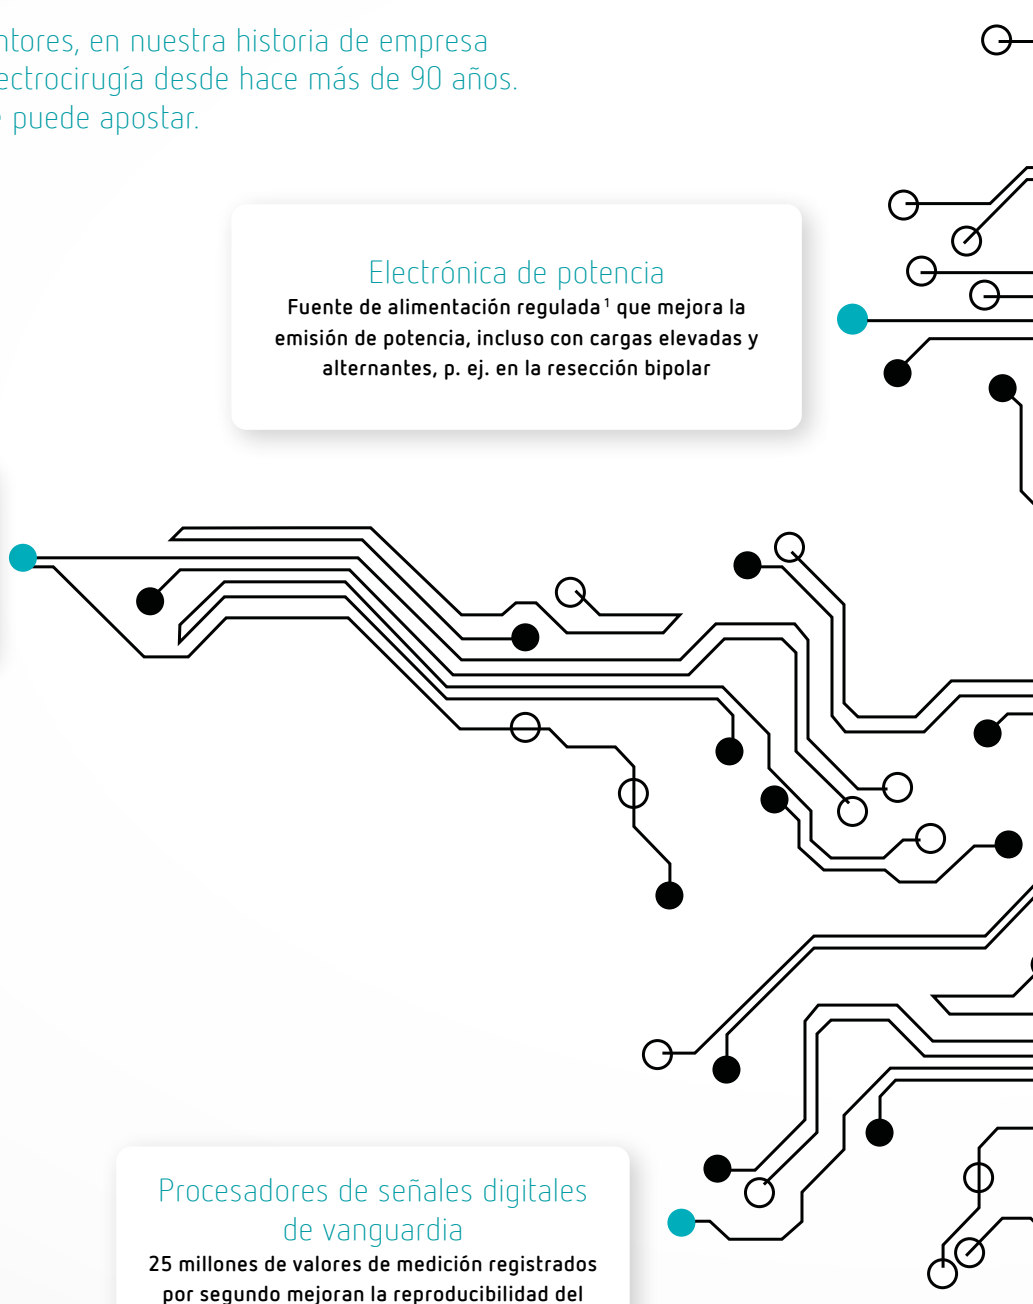 en nuestra historia de empresa
desde hace más de 90 años.
puede apostar.
Electrónica de potencia
Fuente de alimentación regulada¹ que mejora la
emisión de potencia, incluso con cargas elevadas y
alternantes, p. ej. en la resección bipolar
Procesadores de señales digitales
de vanguardia
25 millones de valores de medición registrados
por segundo mejoran la reproducibilidad del